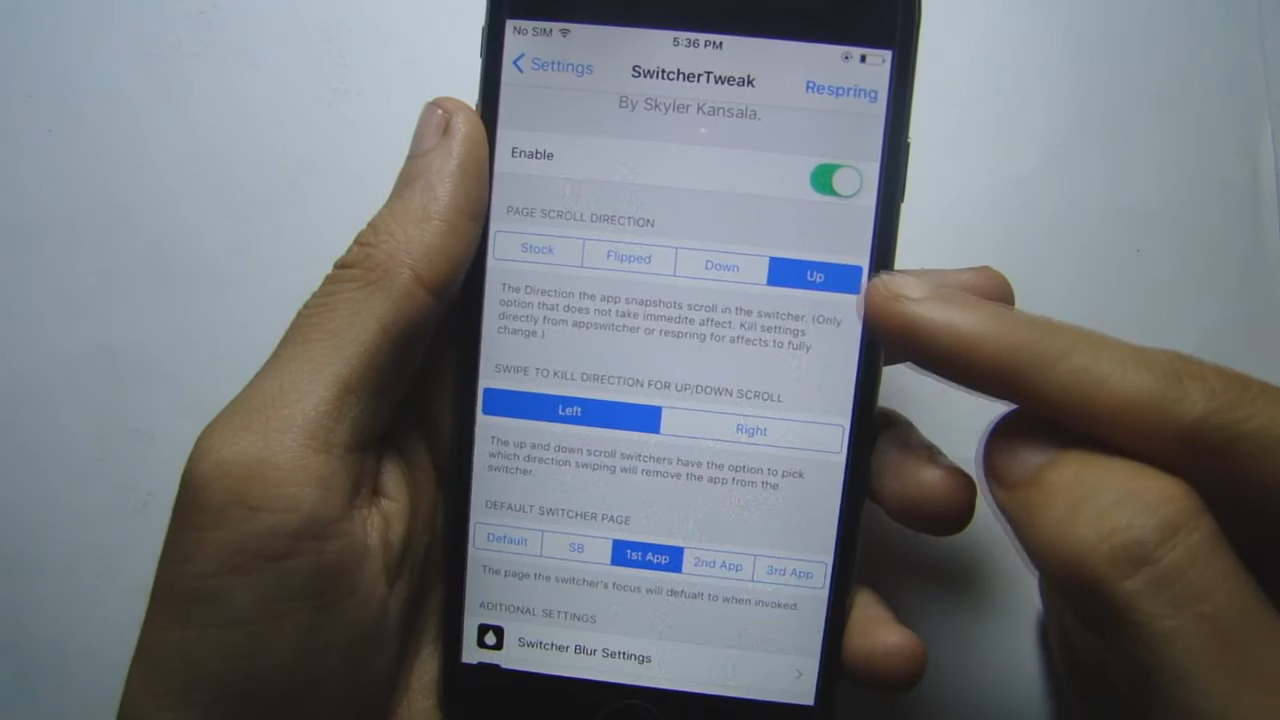 No SIM
5:36 PM
Settings
SwitcherTweak
Respring
By Skyler Kansala.
Enable
PAGE SCROLL DIRECTION
Stock
Flipped
Down
Up
The Direction the app snapshots scroll in the switcher. (Only
option that does not take immedite affect. Kill settings
directly from appswitcher or respring for affects to fully
change.)
SWIPE TO KILL DIRECTION FOR UP/DOWN SCROLL
Left
Right
The up and down scroll switchers have the option to pick
which direction swiping will remove the app from the
switcher.
DEFAULT SWITCHER PAGE
Default
SB
1st App
2nd App
3rd App
The page the switcher's focus will defualt to when invoked.
ADITIONAL SETTINGS
Switcher Blur Settings